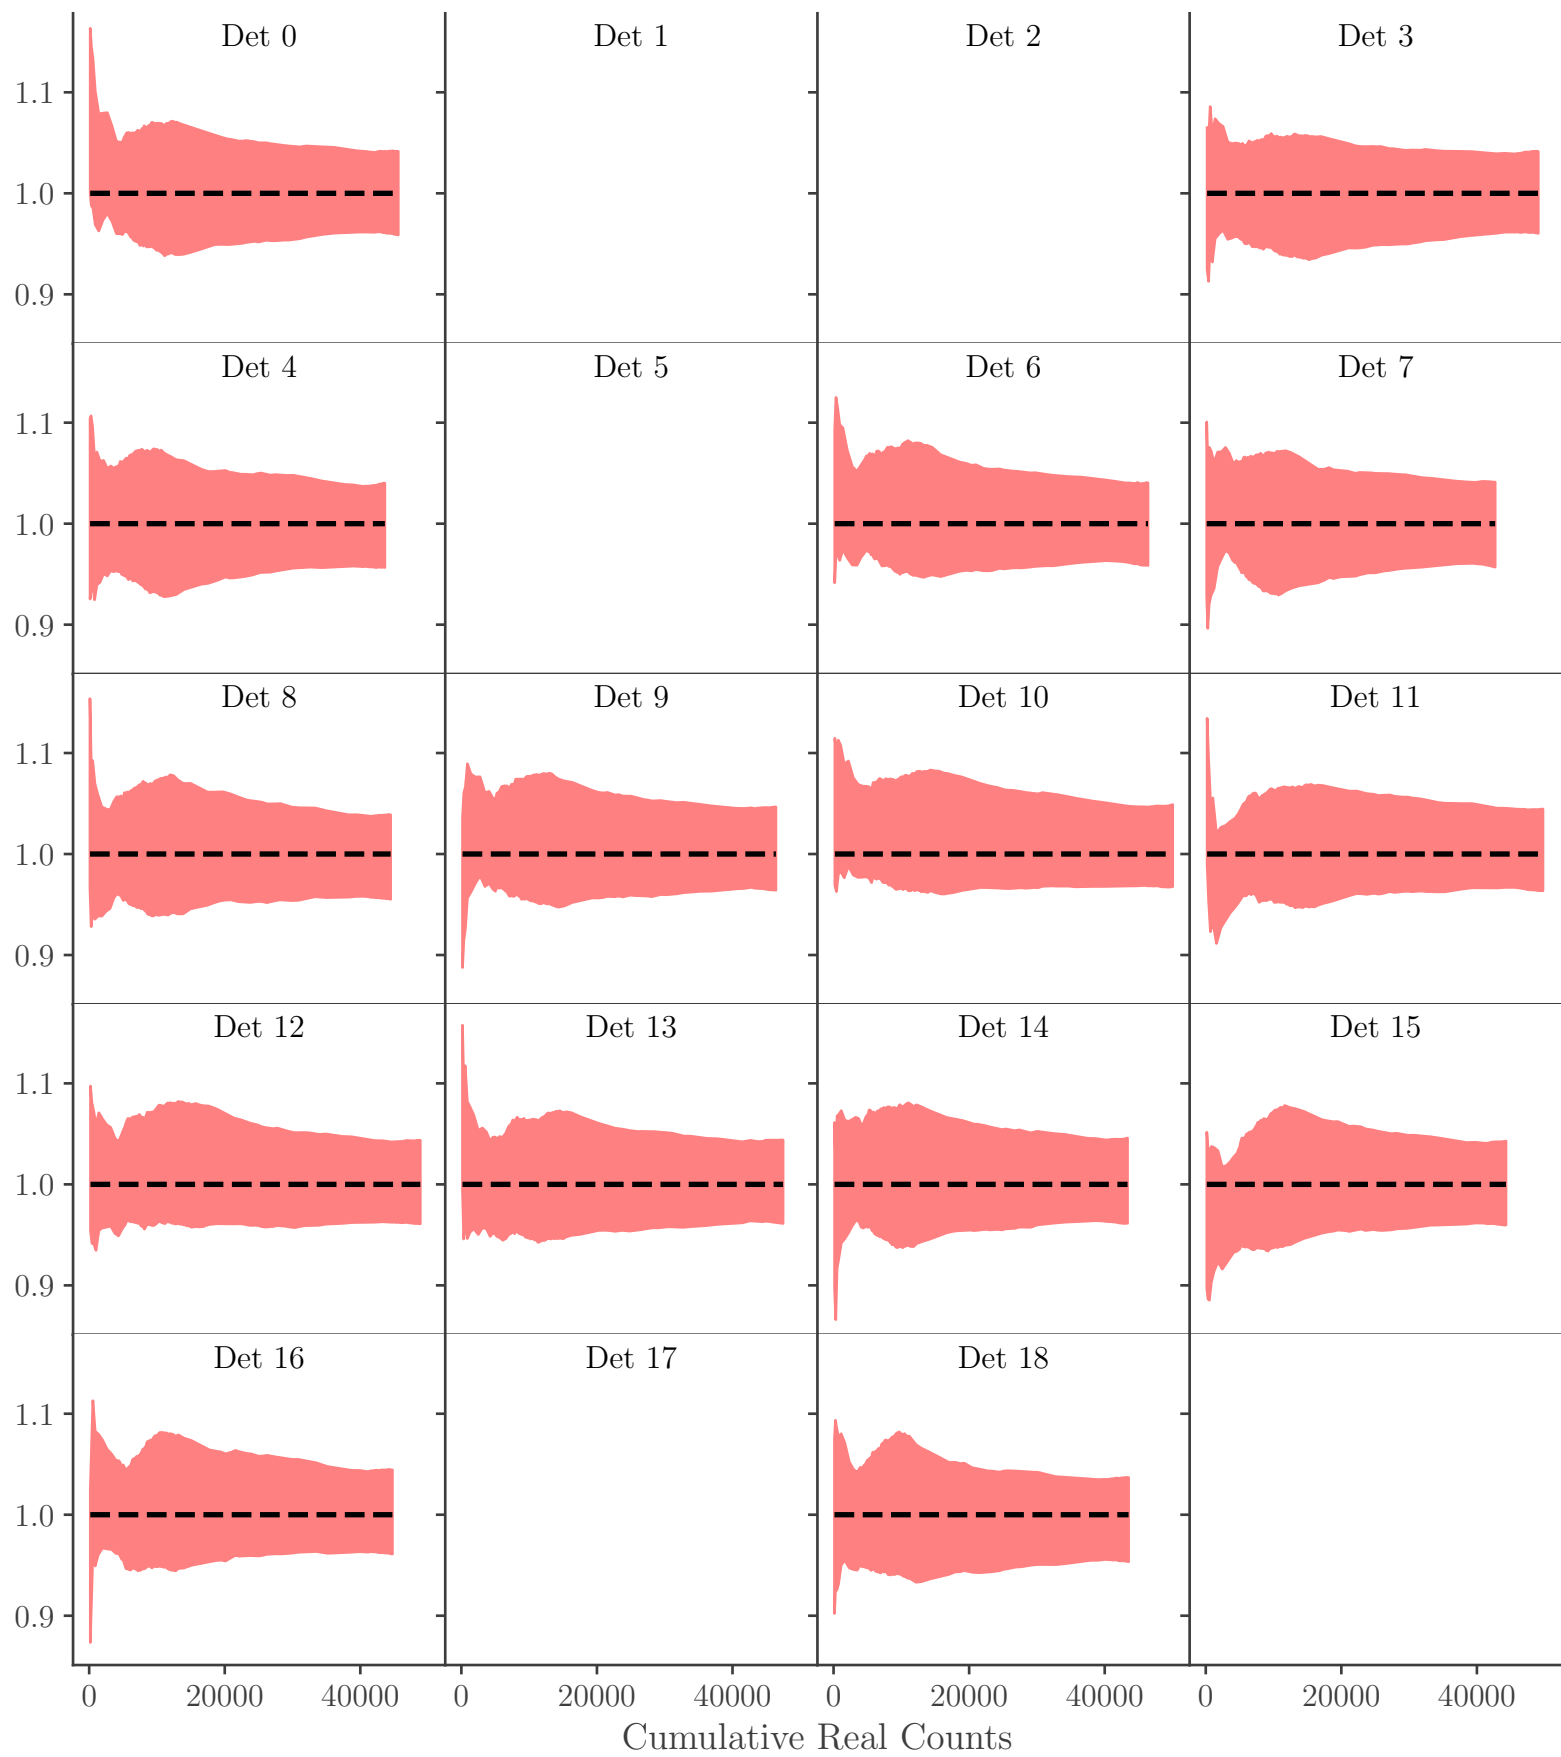 Det 0 Det 1 Det 2 Det 3
1.1
1.0
0.9
Det 4 Det 5 Det 6 Det 7
1.1
1.0
0.9
Det 8 Det 9 Det 10 Det 11
1.1
1.0
0.9
Det 12 Det 13 Det 14 Det 15
1.1
1.0
0.9
Det 16 Det 17 Det 18
1.1
1.0
0.9
0 20000 40000 0 20000 40000 0 20000 40000 0 20000 40000
Cumulative Real Counts